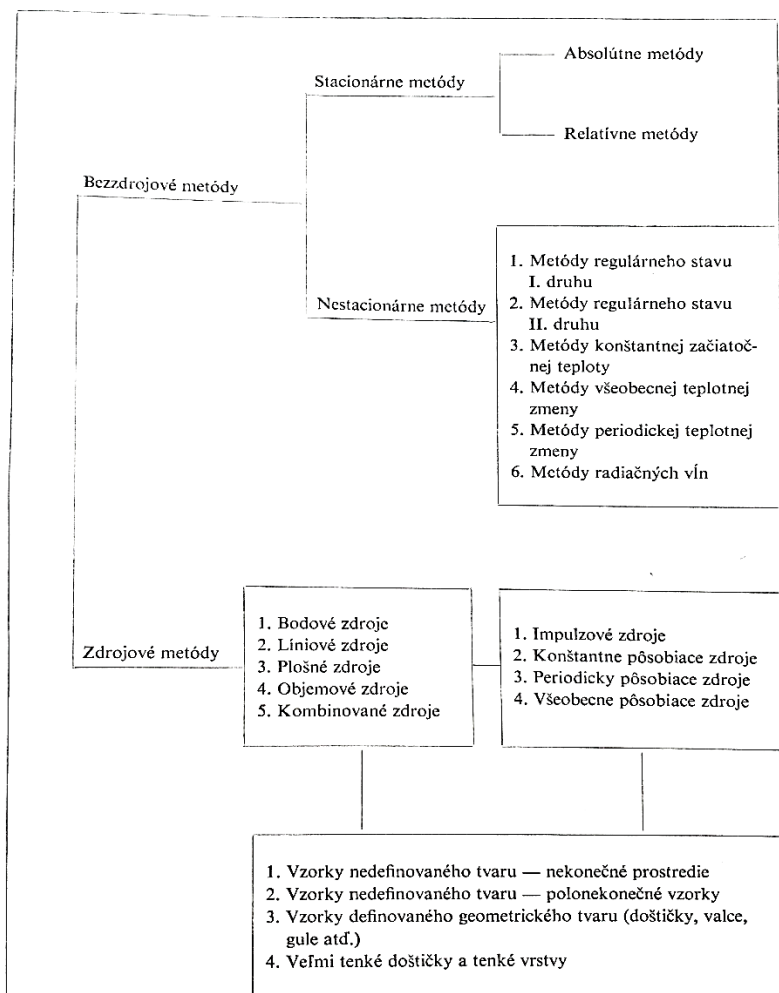 Absolútne metódy
Stacionárne metódy
Relatívne metódy
Bezzdrojové metódy
1. Metódy regulárneho stavu
I. druhu
2. Metódy regulárneho stavu
II. druhu
3. Metódy konštantnej začiatoč-
nej teploty
4. Metódy všeobecnej teplotnej
zmeny
5. Metódy periodickej teplotnej
zmeny
6. Metódy radiačných vĺn
Nestacionárne metódy
Zdrojové metódy
1. Bodové zdroje
2. Líniové zdroje
3. Plošné zdroje
4. Objemové zdroje
5. Kombinované zdroje
1. Impulzové zdroje
2. Konštantne pôsobiace zdroje
3. Periodicky pôsobiace zdroje
4. Všeobecne pôsobiace zdroje
1. Vzorky nedefinovaného tvaru — nekonečné prostredie
2. Vzorky nedefinovaného tvaru — polonekonečné vzorky
3. Vzorky definovaného geometrického tvaru (doštičky, valce,
gule atď.)
4. Veľmi tenké doštičky a tenké vrstvy